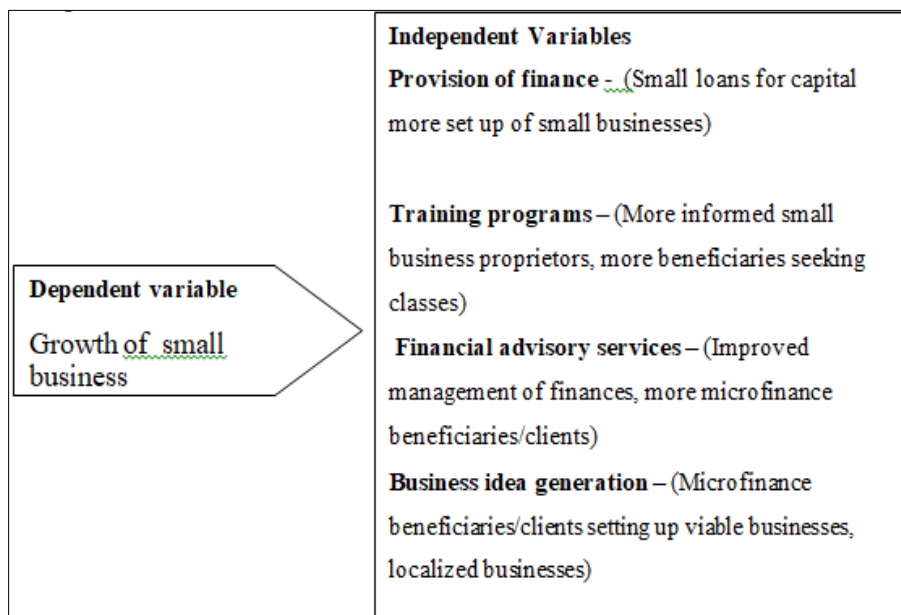 Dependent variable
Growth of small
business
Independent Variables
Provision of finance - (Small loans for capital
more set up of small businesses)
Training programs – (More informed small
business proprietors, more beneficiaries seeking
classes)
Financial advisory services – (Improved
management of finances, more microfinance
beneficiaries/clients)
Business idea generation – (Microfinance
beneficiaries/clients setting up viable businesses,
localized businesses)